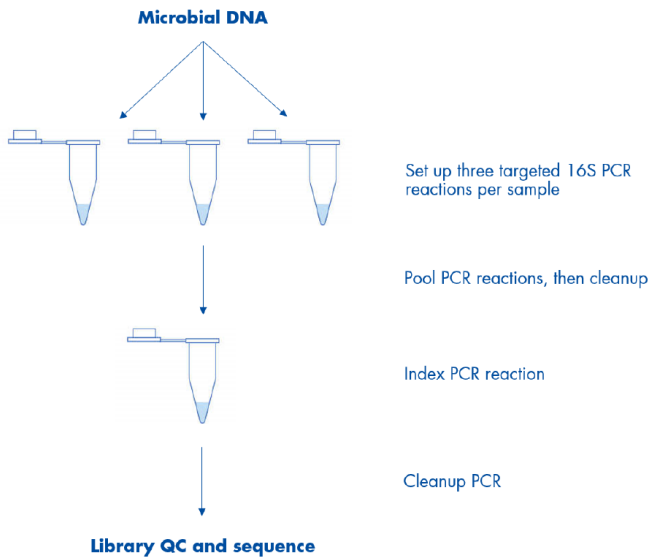 Microbial DNA
Set up three targeted 16S PCR
reactions per sample
Pool PCR reactions, then cleanup
Index PCR reaction
Cleanup PCR
Library QC and sequence